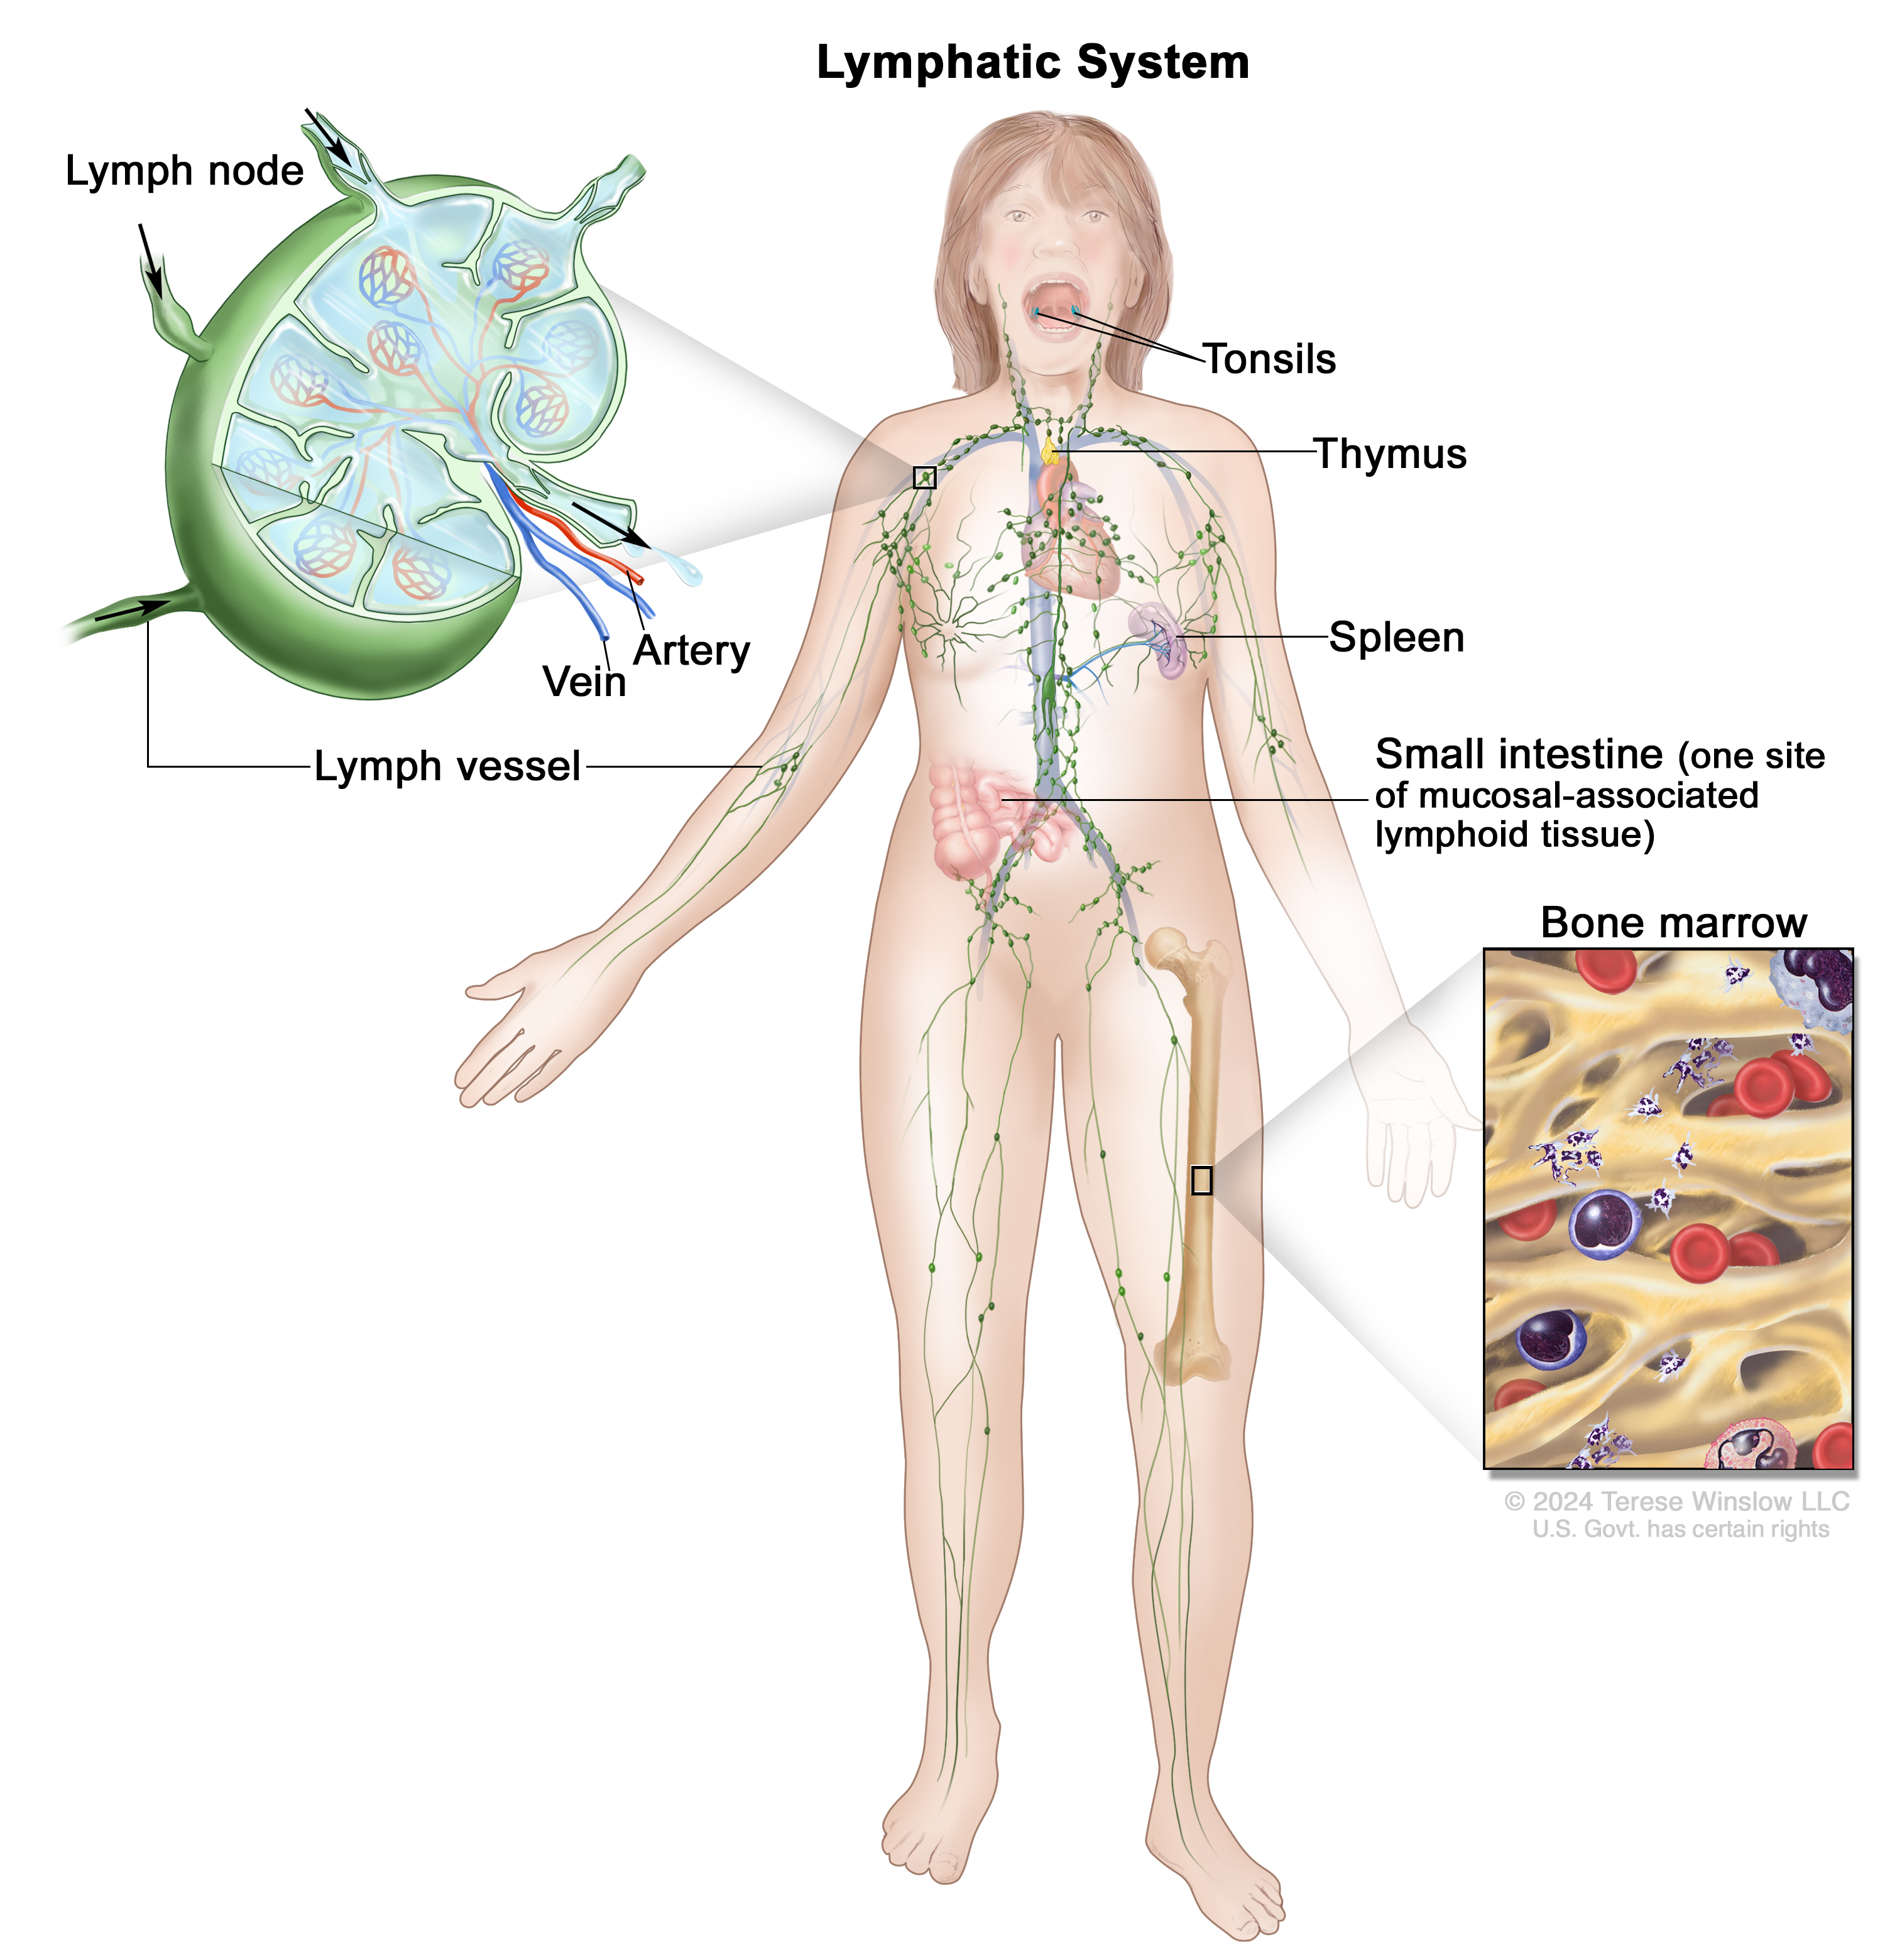 Lymphatic System
Lymph node
Tonsils
Thymus
Spleen
Artery
Vein
Lymph vessel
Small intestine (one site
of mucosal-associated
lymphoid tissue)
Bone marrow
© 2024 Terese Winslow LLC
U.S. Govt. has certain rights